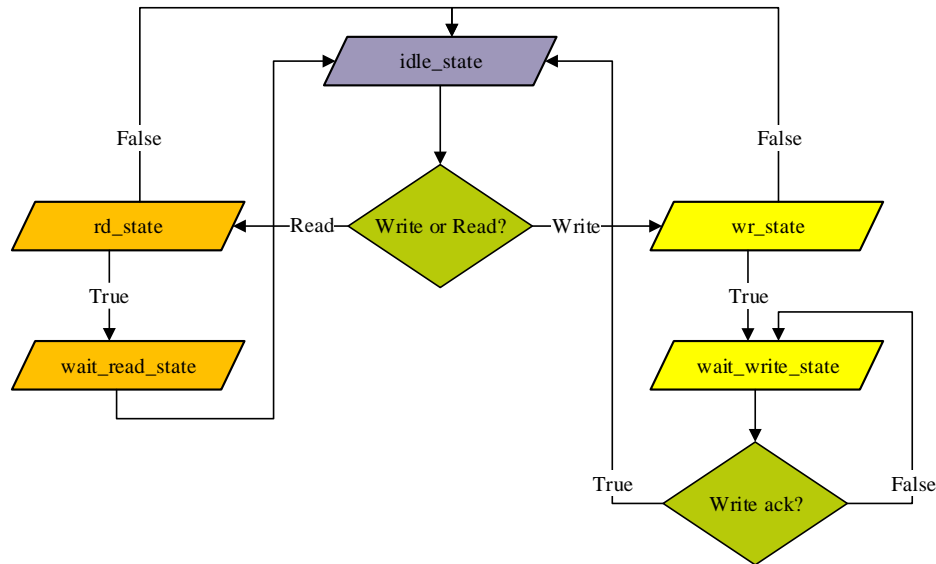 idle_state
False
False
rd_state
Read
Write or Read?
Write
wr_state
True
True
wait_read_state
wait_write_state
True
Write ack?
False